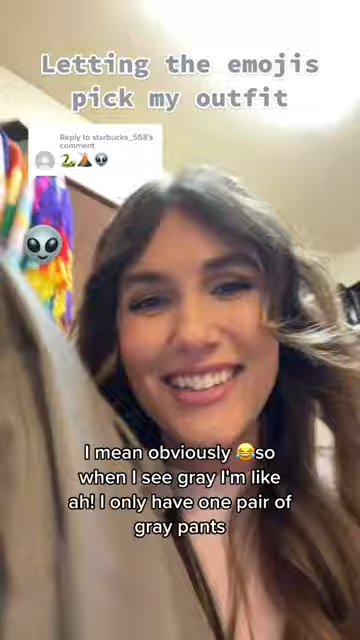 Letting the emojis
pick my outfit
Reply to starbucks_558's
comment
🐍🌋👽
I mean obviously 😂so
when I see gray I'm like
ah! I only have one pair of
gray pants